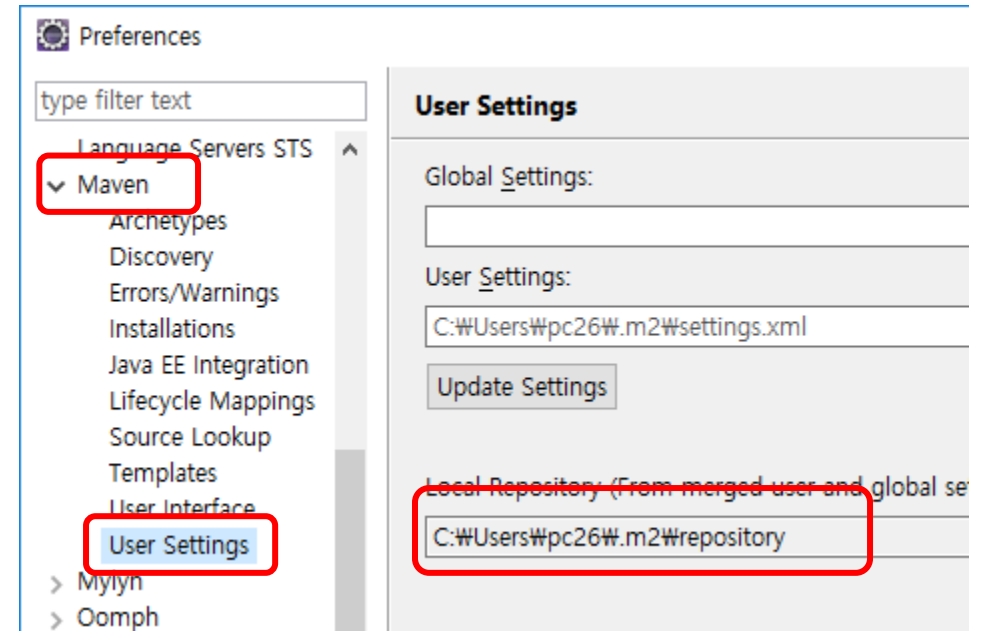 Preferences
type filter text
Language Servers STS
Maven
Archetypes
Discovery
Errors/Warnings
Installations
Java EE Integration
Lifecycle Mappings
Source Lookup
Templates
User Interface
User Settings
Mylyn
Oomph
User Settings
Global Settings:
User Settings:
C:₩Users₩pc26₩.m2₩settings.xml
Update Settings
Local Repository (From merged user and global se
C:₩Users₩pc26₩.m2₩repository